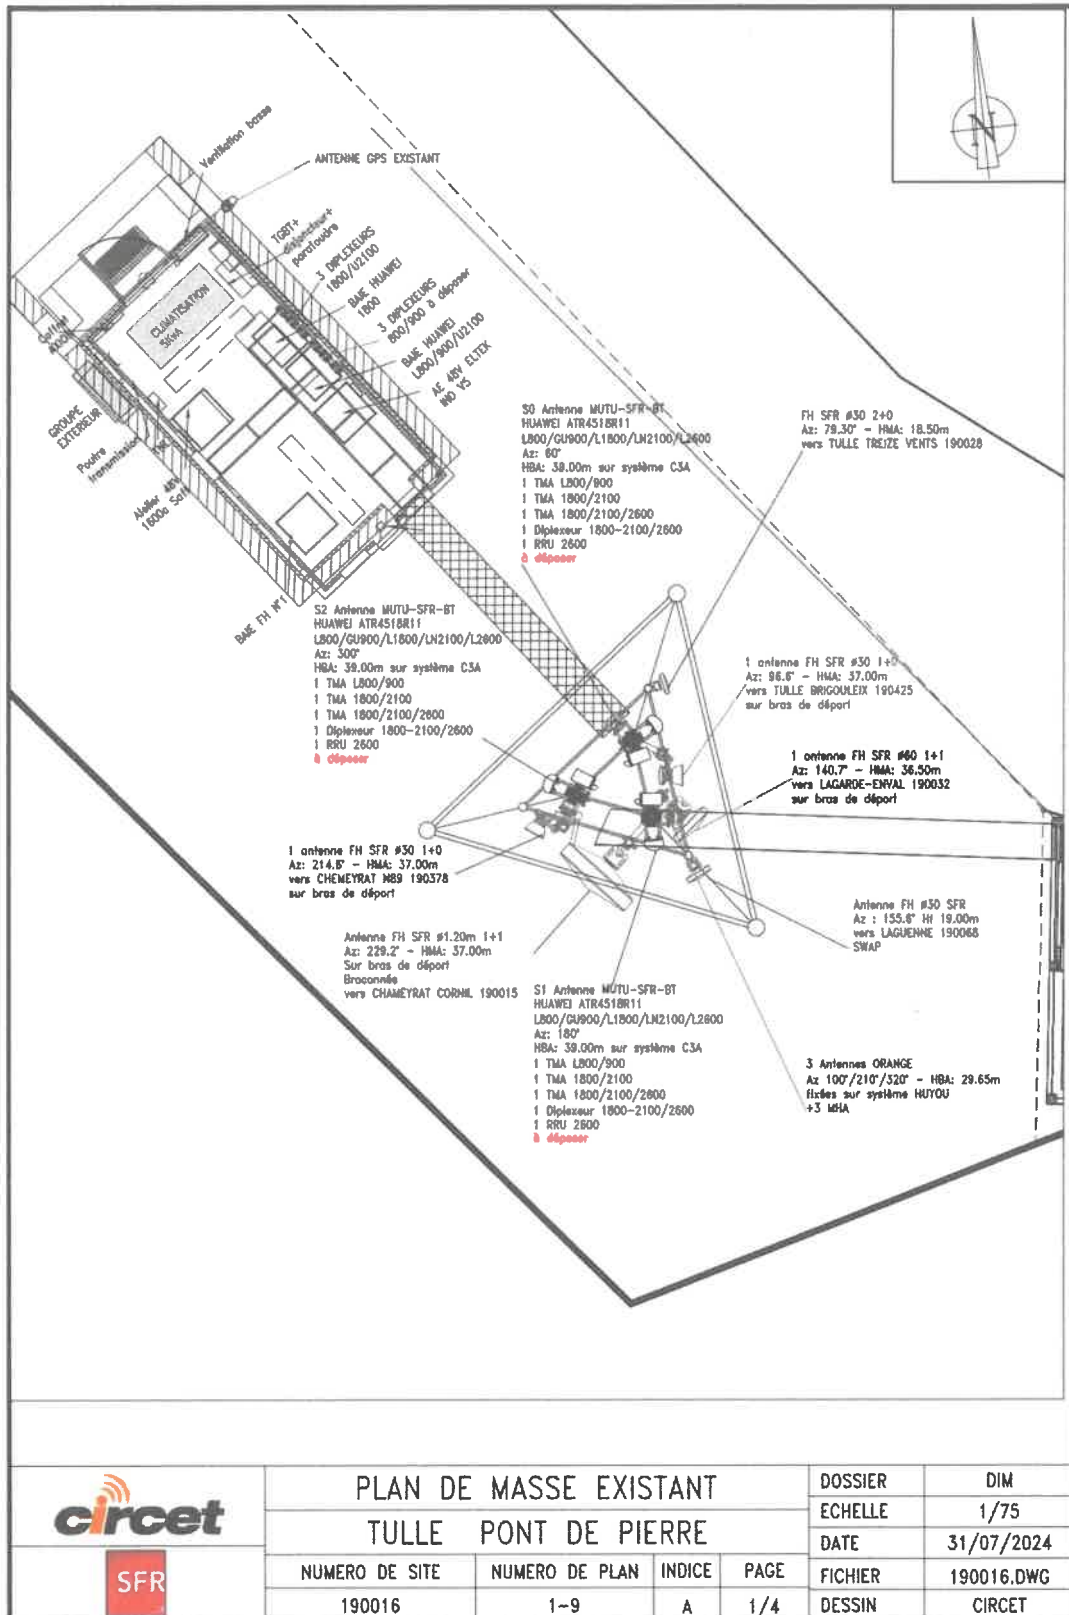 N
Ventilation basse
ANTENNE GPS EXISTANT
TGBT+
disjoncteur+
parafoudre
3 DIPLEXEURS
1800/U2100
BAIE HUAWEI
1800
3 DIPLEXEURS
800/900 à déposer
BAIE HUAWEI
L800/900/U2100
AE 48V ELTEK
INO VS
CLIMATISATION
5KwA
Coffret
GROUPE
EXTERIEUR
Poutre
transmission
Atelier 48V
1600a Saft
BAIE FH N°1
S0 Antenne MUTU-SFR-BT
HUAWEI ATR4518R11
L800/GU900/L1800/LN2100/L2600
Az: 60°
HBA: 39.00m sur système C3A
1 TMA L800/900
1 TMA 1800/2100
1 TMA 1800/2100/2600
1 Diplexeur 1800-2100/2600
1 RRU 2600
à déposer
FH SFR ø30 2+0
Az: 79.30° - HMA: 18.50m
vers TULLE TREIZE VENTS 190028
S2 Antenne MUTU-SFR-BT
HUAWEI ATR4518R11
L800/GU900/L1800/LN2100/L2600
Az: 300°
HBA: 39.00m sur système C3A
1 TMA L800/900
1 TMA 1800/2100
1 TMA 1800/2100/2600
1 Diplexeur 1800-2100/2600
1 RRU 2600
à déposer
1 antenne FH SFR ø30 1+0
Az: 96.6° - HMA: 37.00m
vers TULLE BRIGOULEIX 190425
sur bras de déport
1 antenne FH SFR ø60 1+1
Az: 140.7° - HMA: 36.50m
vers LAGARDE-ENVAL 190032
sur bras de déport
1 antenne FH SFR ø30 1+0
Az: 214.6° - HMA: 37.00m
vers CHEMEYRAT N89 190378
sur bras de déport
Antenne FH ø30 SFR
Az : 155.6° Ht 19.00m
vers LAGUENNE 190068
SWAP
Antenne FH SFR ø1.20m 1+1
Az: 229.2° - HMA: 37.00m
Sur bras de déport
Braconnée
vers CHAMEYRAT CORNIL 190015
S1 Antenne MUTU-SFR-BT
HUAWEI ATR4518R11
L800/GU900/L1800/LN2100/L2600
Az: 180°
HBA: 39.00m sur système C3A
1 TMA L800/900
1 TMA 1800/2100
1 TMA 1800/2100/2600
1 Diplexeur 1800-2100/2600
1 RRU 2600
à déposer
3 Antennes ORANGE
Az 100°/210°/320° - HBA: 29.65m
fixées sur système HUYOU
+3 MHA
circet
SFR
PLAN DE MASSE EXISTANT
TULLE PONT DE PIERRE
NUMERO DE SITE NUMERO DE PLAN INDICE PAGE
190016 1-9 A 1/4
DOSSIER DIM
ECHELLE 1/75
DATE 31/07/2024
FICHIER 190016.DWG
DESSIN CIRCET